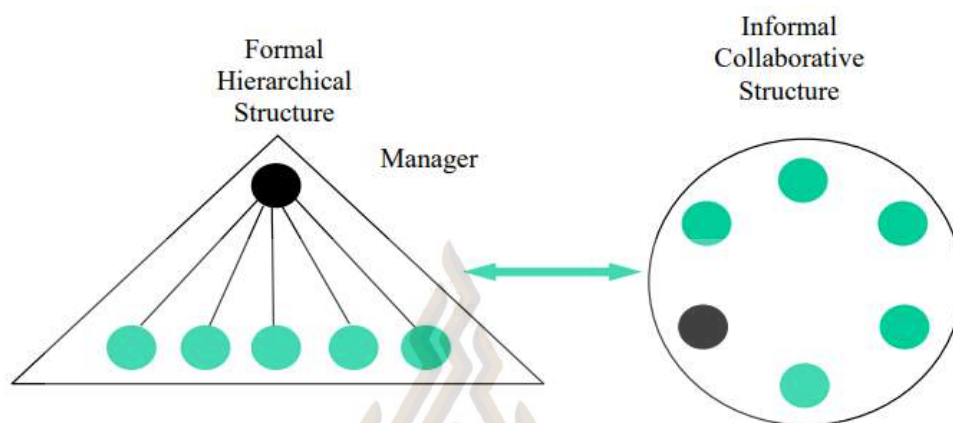 Formal
Hierarchical
Structure
Manager
Informal
Collaborative
Structure